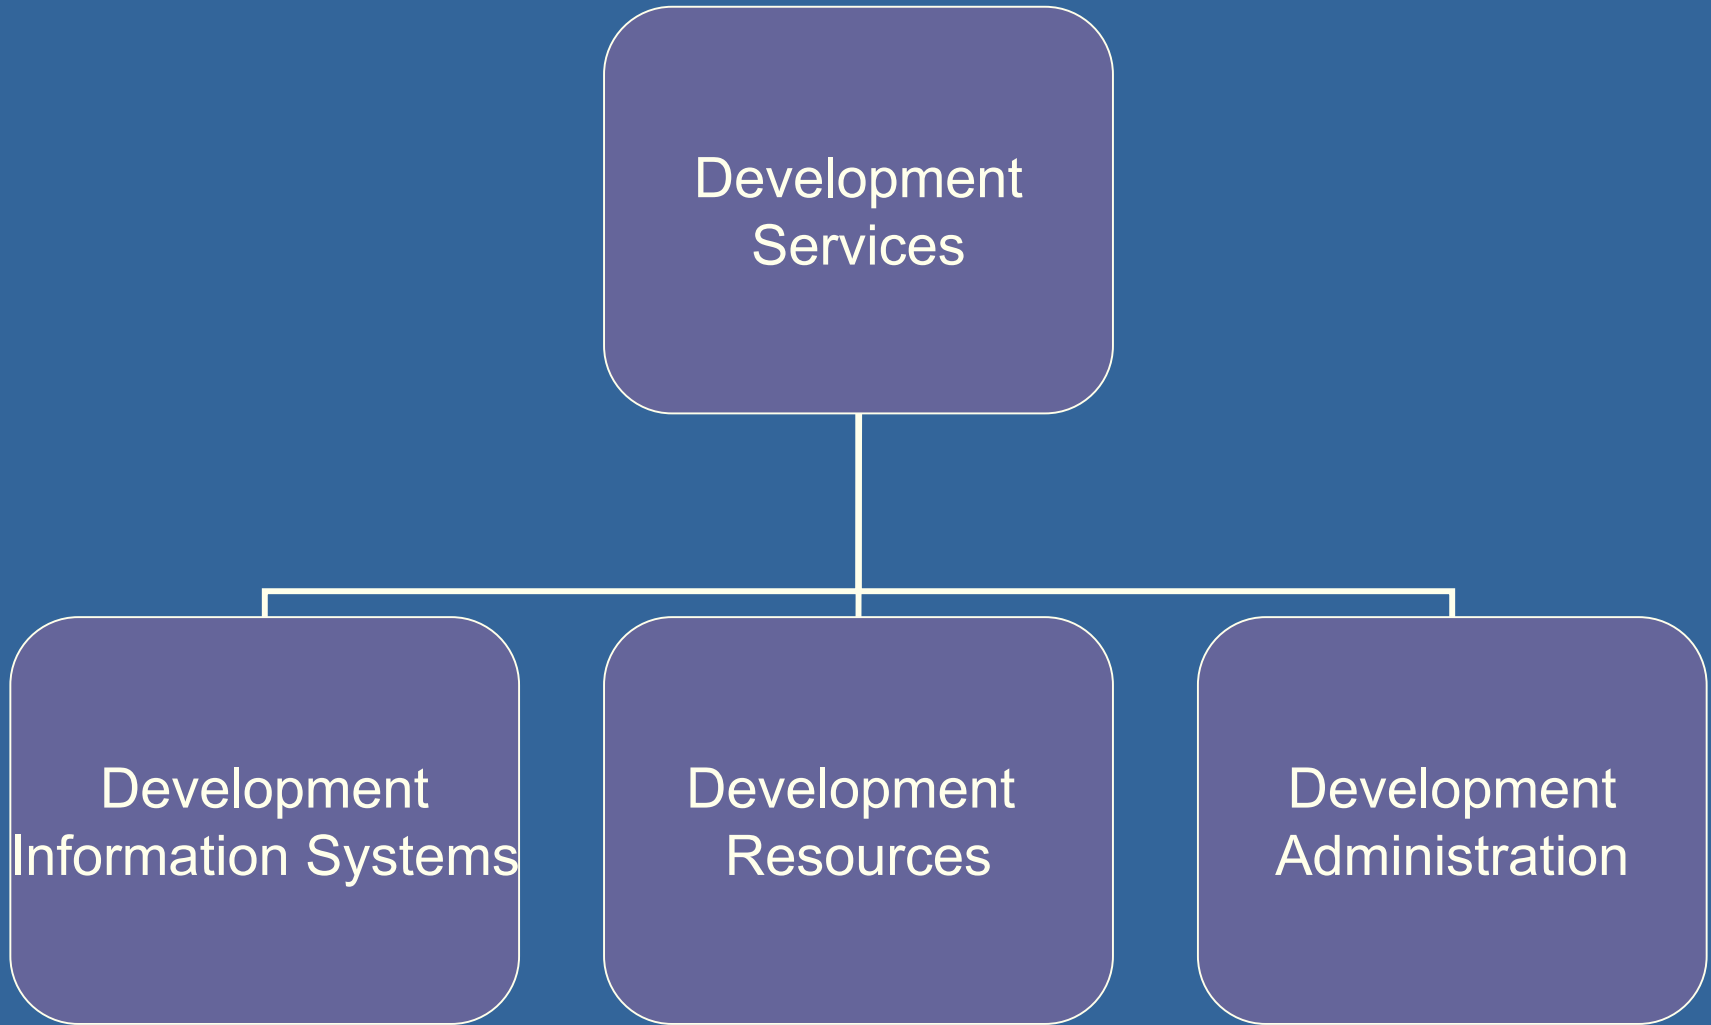 Development
Services
Development
Information Systems
Development
Resources
Development
Administration